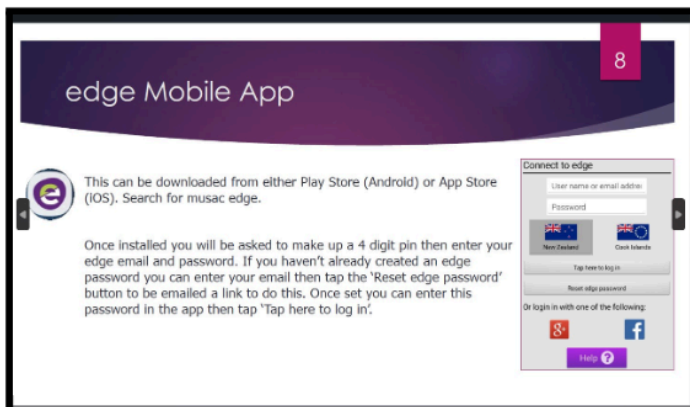 8
edge Mobile App
e
This can be downloaded from either Play Store (Android) or App Store
(iOS). Search for musac edge.
Once installed you will be asked to make up a 4 digit pin then enter your
edge email and password. If you haven't already created an edge
password you can enter your email then tap the ‘Reset edge password’
button to be emailed a link to do this. Once set you can enter this
password in the app then tap ‘Tap here to log in’.
Connect to edge
User name or email addre
Password
New Zealand
Cook Islands
Tap here to log in
Reset edge password
Or login in with one of the following:
g+
f
Help ?